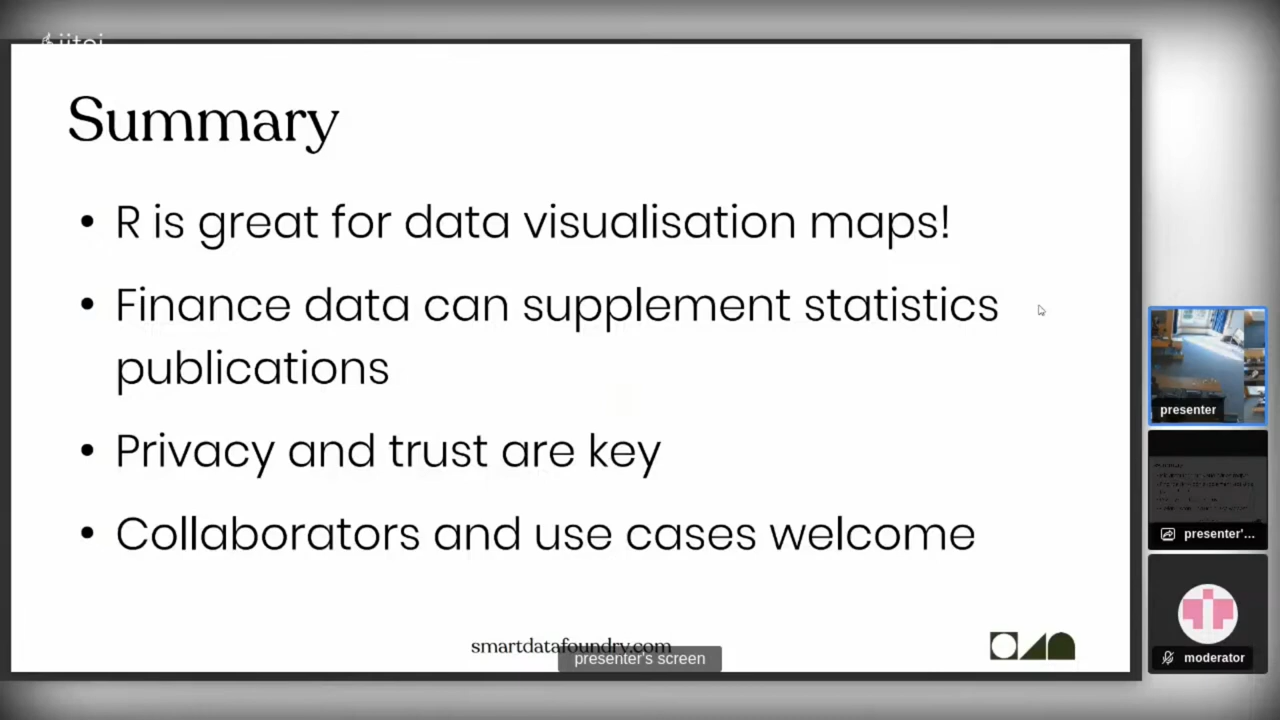 Summary
• R is great for data visualisation maps!
• Finance data can supplement statistics
publications
• Privacy and trust are key
• Collaborators and use cases welcome
smartdatafoundry.com
presenter's screen
presenter
presenter'...
moderator